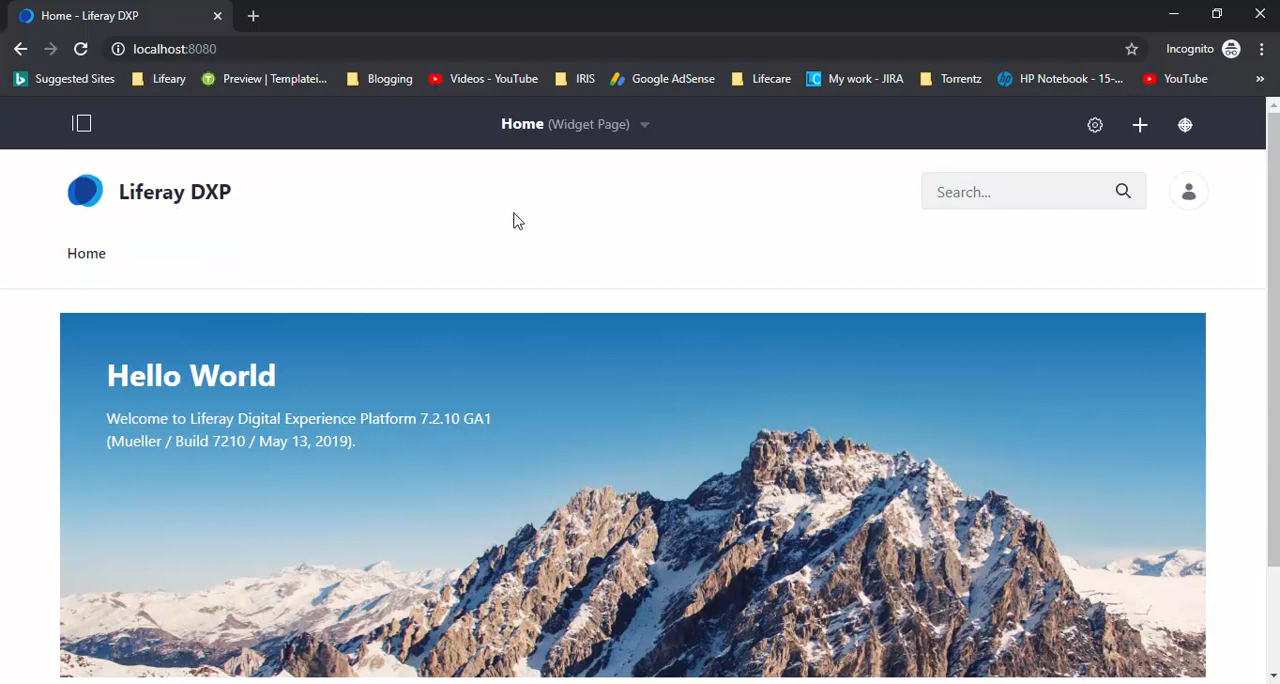 Home - Liferay DXP
localhost:8080
Incognito
Suggested Sites
Lifeary
Preview | Templatei...
Blogging
Videos - YouTube
IRIS
Google AdSense
Lifecare
My work - JIRA
Torrentz
HP Notebook - 15-...
YouTube
»
Home (Widget Page)
Liferay DXP
Search...
Home
Hello World
Welcome to Liferay Digital Experience Platform 7.2.10 GA1
(Mueller / Build 7210 / May 13, 2019).